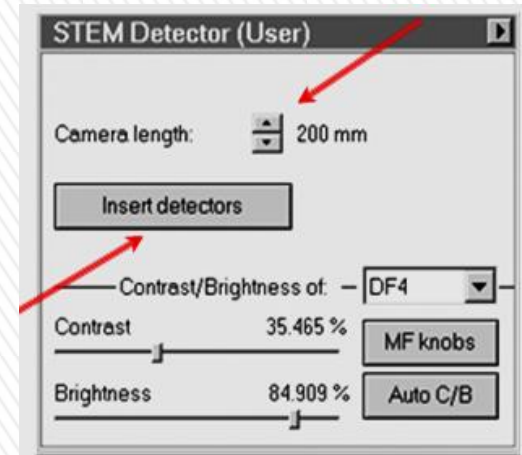 STEM Detector (User)
Camera length: 200 mm
Insert detectors
Contrast/Brightness of: DF4
Contrast 35.465 % MF knobs
Brightness 84.909 % Auto C/B